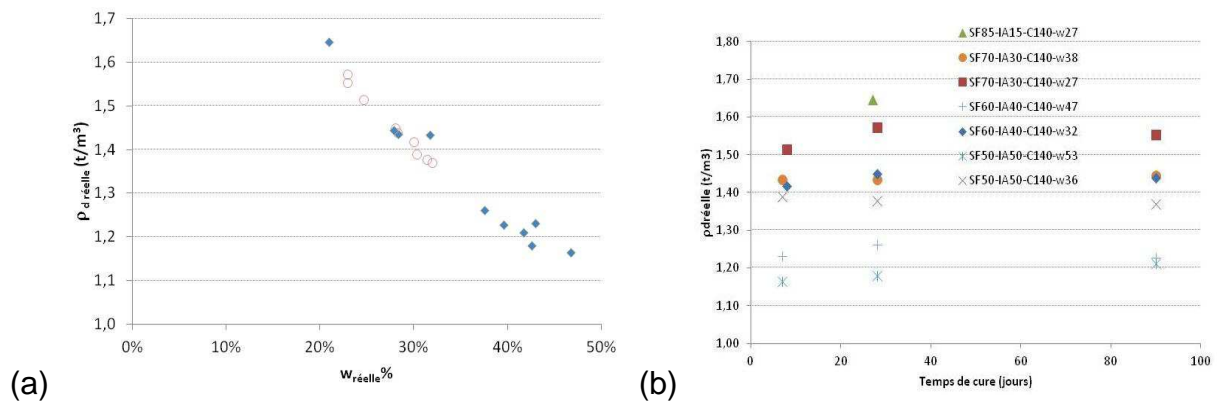 1,7
1,6
1,5
1,4
1,3
1,2
1,1
1,0
ρ d réelle (t/m³)
0%
10%
20%
30%
40%
50%
w réelle%
(a)
SF85-IA15-C140-w27
SF70-IA30-C140-w38
SF70-IA30-C140-w27
SF60-IA40-C140-w47
SF60-IA40-C140-w32
SF50-IA50-C140-w53
SF50-IA50-C140-w36
1,80
1,70
1,60
1,50
1,40
1,30
1,20
1,10
1,00
ρdréelle (t/m3)
0
20
40
60
80
100
Temps de cure (jours)
(b)